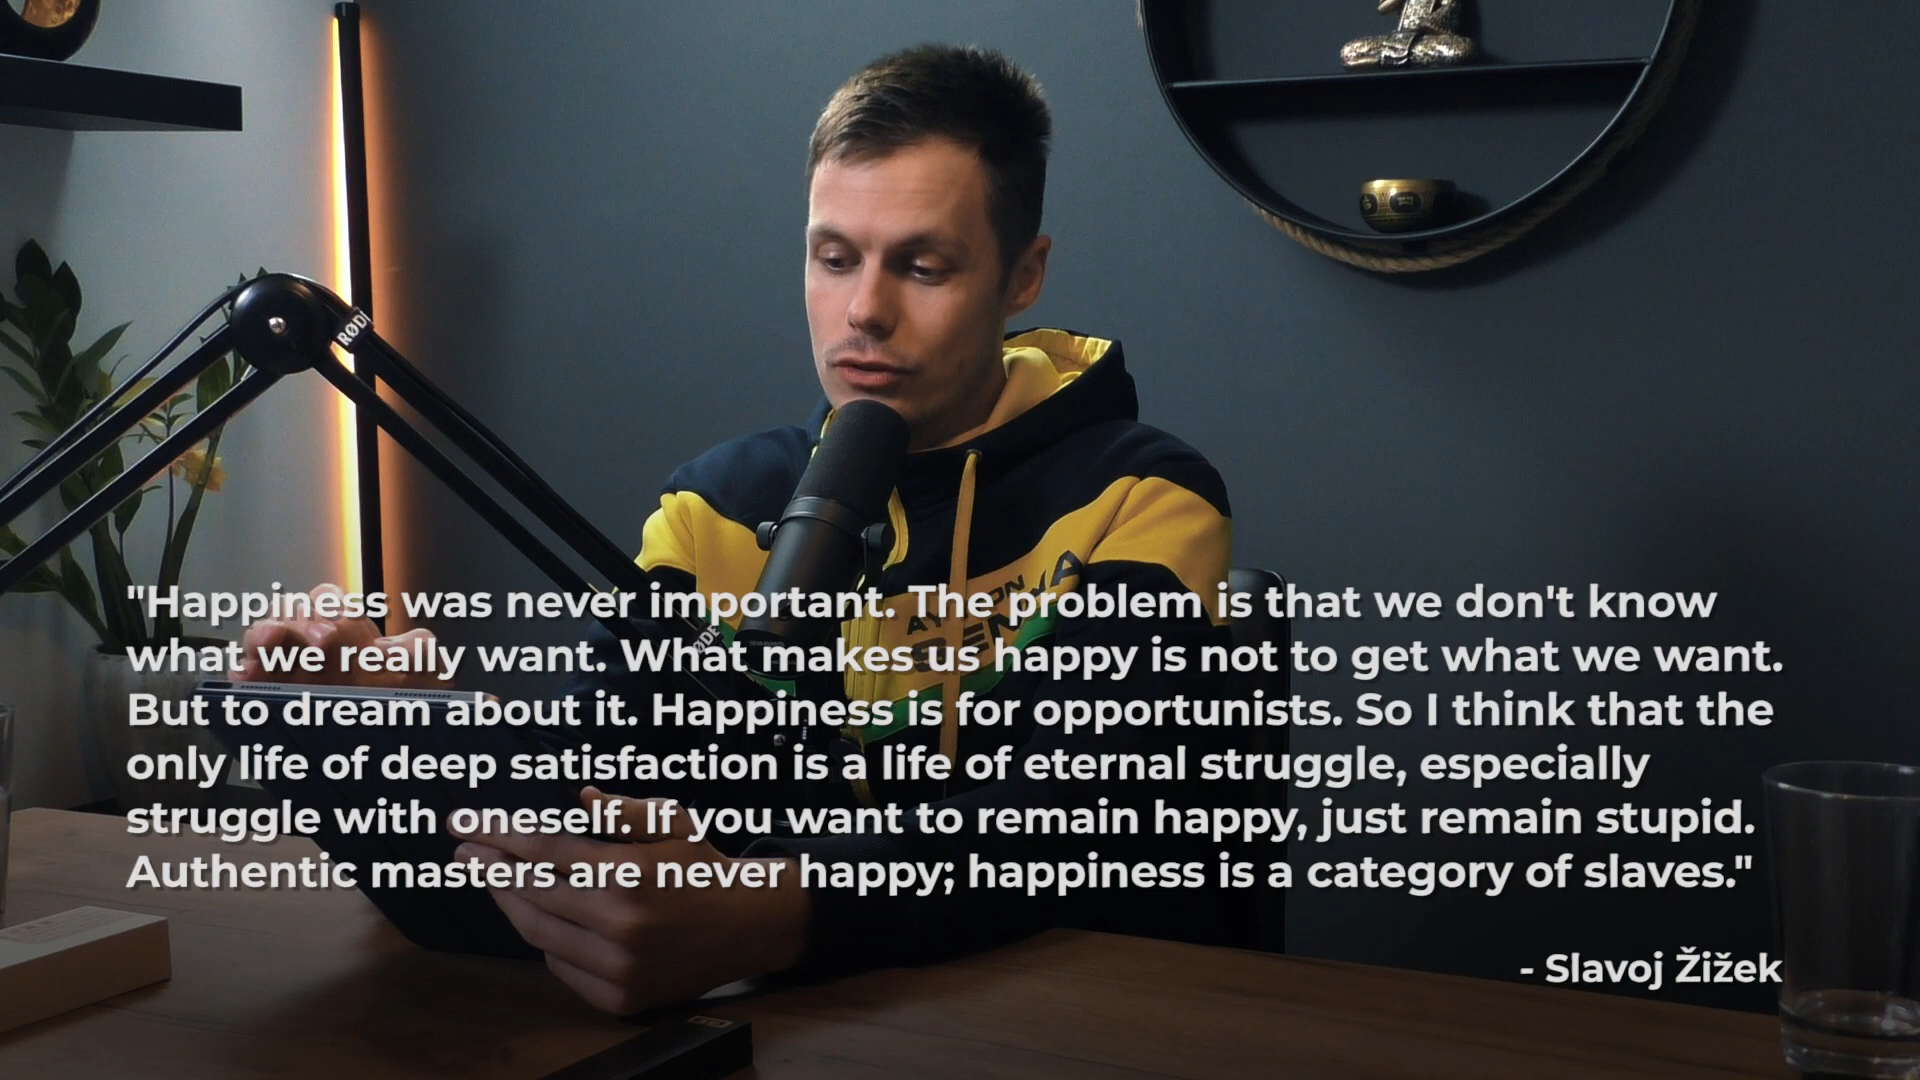 RØDE
"Happiness was never important. The problem is that we don't know
what we really want. What makes us happy is not to get what we want.
But to dream about it. Happiness is for opportunists. So I think that the
only life of deep satisfaction is a life of eternal struggle, especially
struggle with oneself. If you want to remain happy, just remain stupid.
Authentic masters are never happy; happiness is a category of slaves."
- Slavoj Žižek